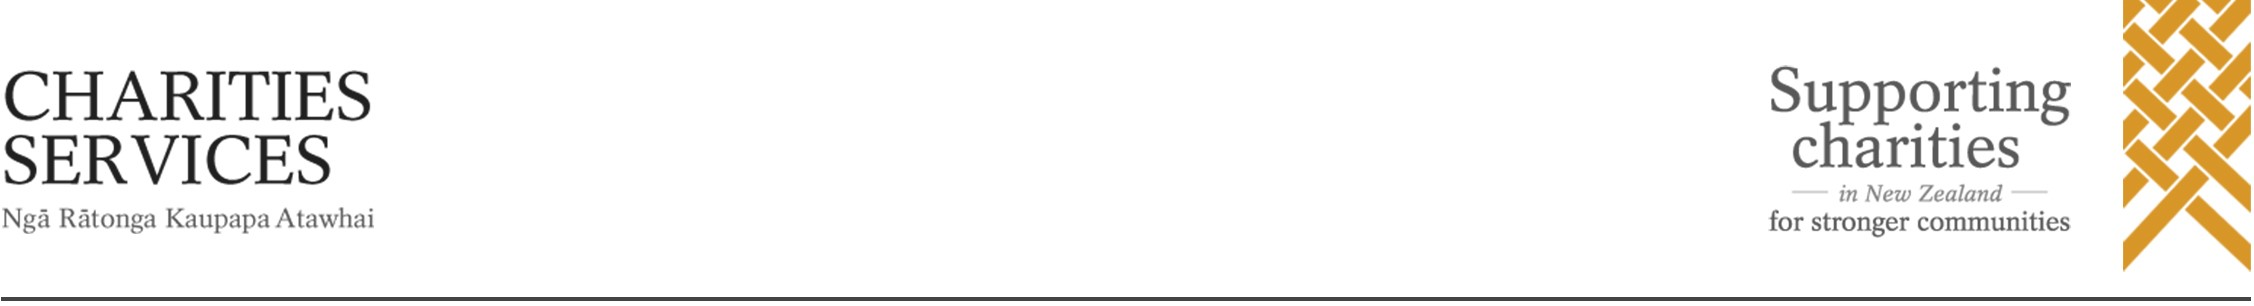 CHARITIES
SERVICES
Ngā Rātonga Kaupapa Atawhai
Supporting
charities
in New Zealand
for stronger communities